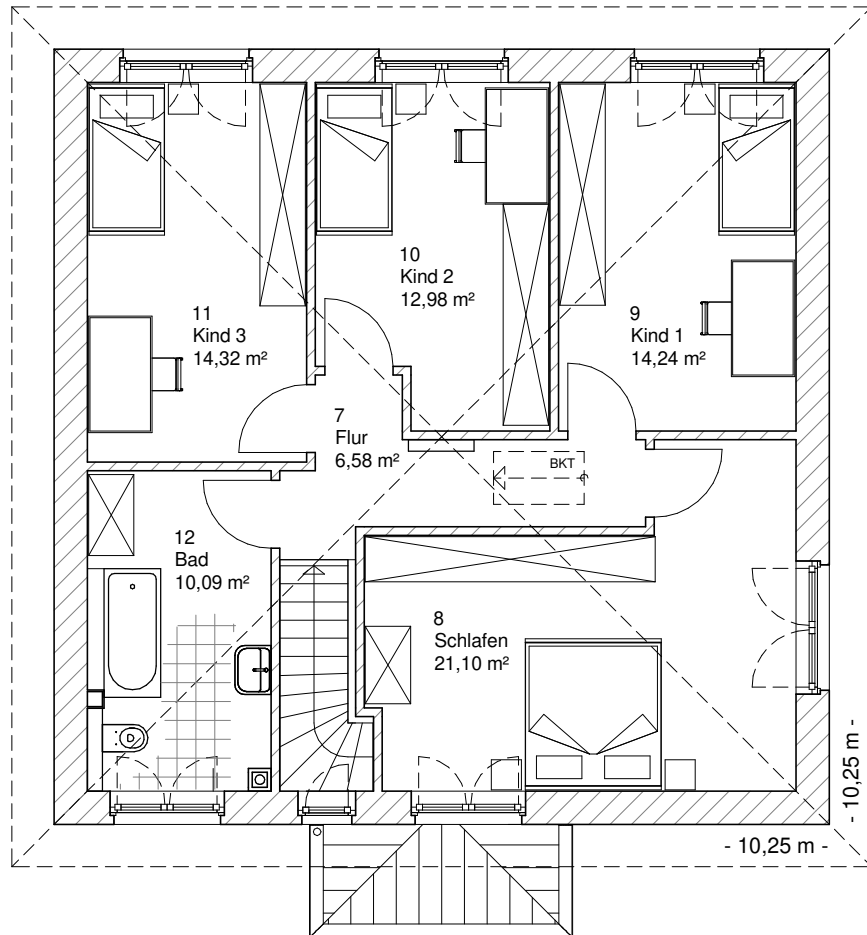 10
Kind 2
12,98 m²
11
Kind 3
14,32 m²
9
Kind 1
14,24 m²
7
Flur
6,58 m²
BKT
12
Bad
10,09 m²
8
Schlafen
21,10 m²
- 10,25 m -
- 10,25 m -